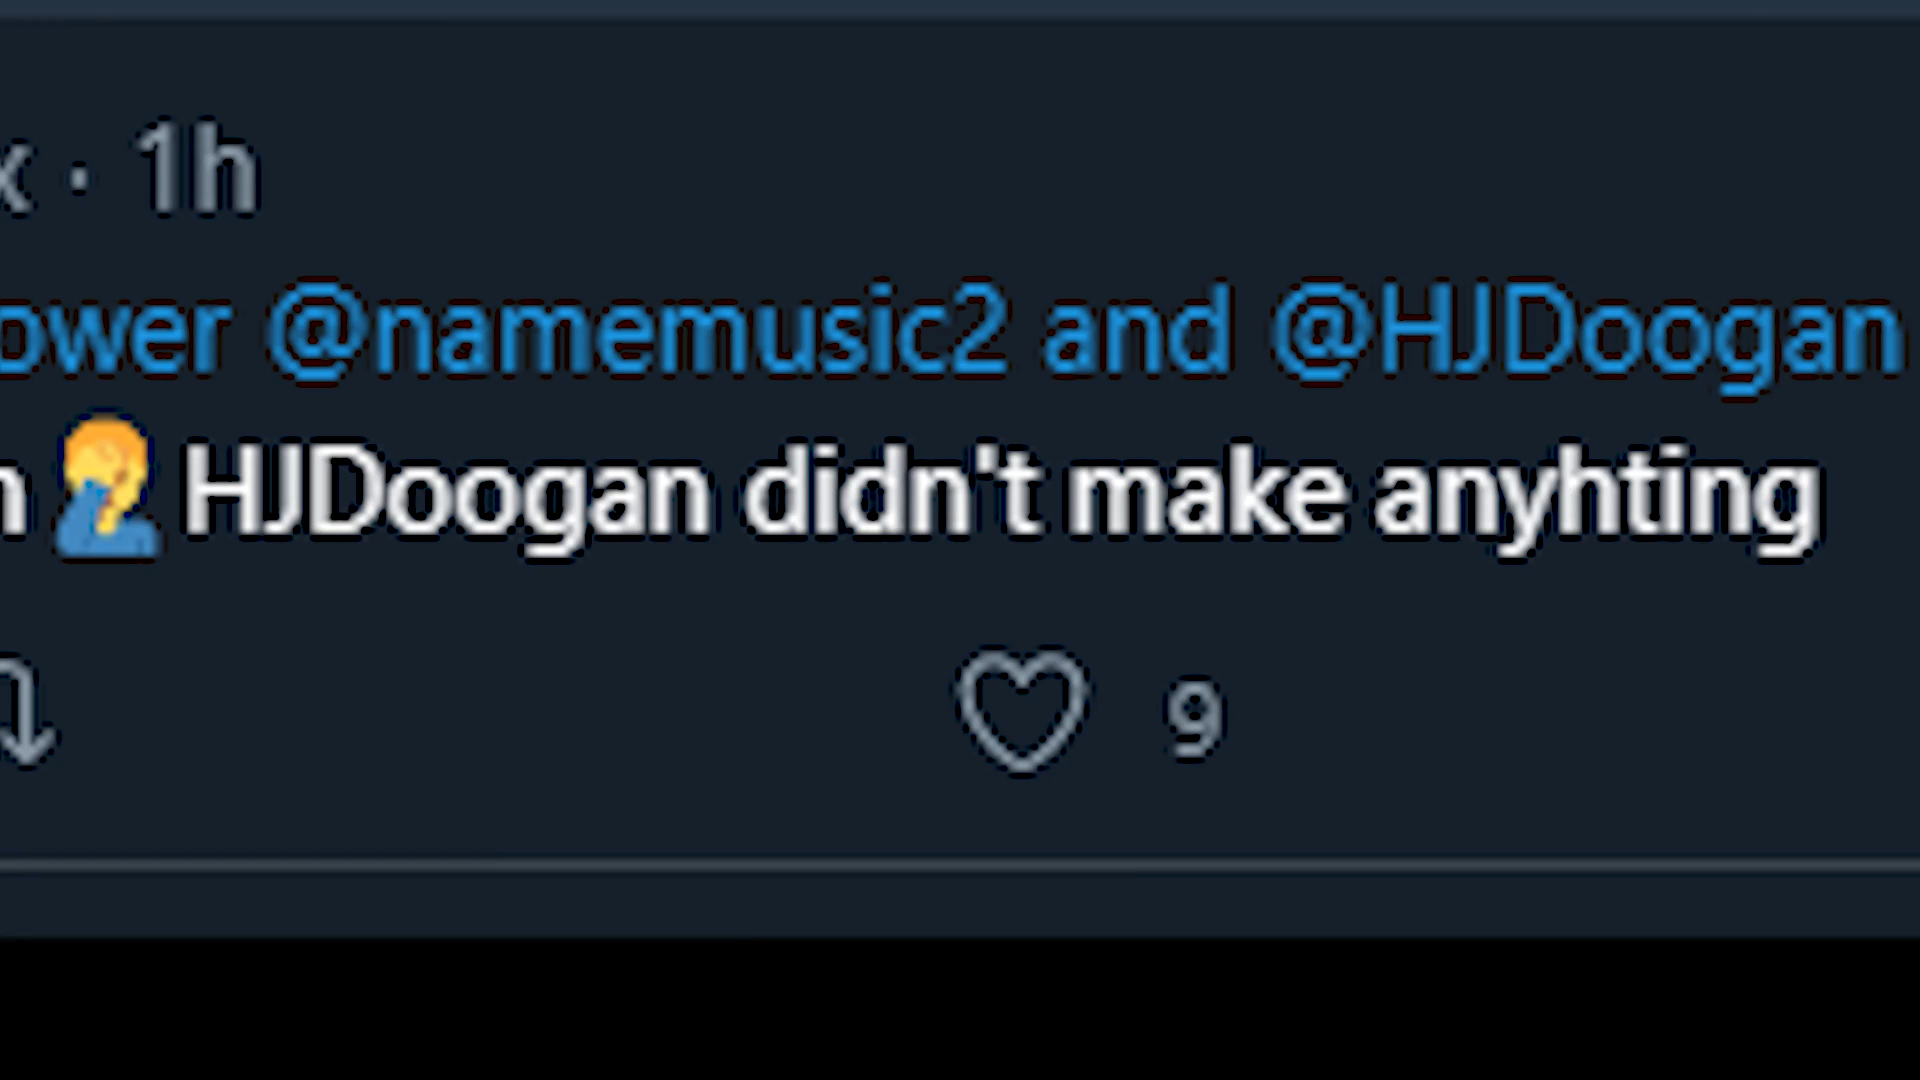 x · 1h
ower @namemusic2 and @HJDoogan
n🤦HJDoogan didn't make anyhting
9